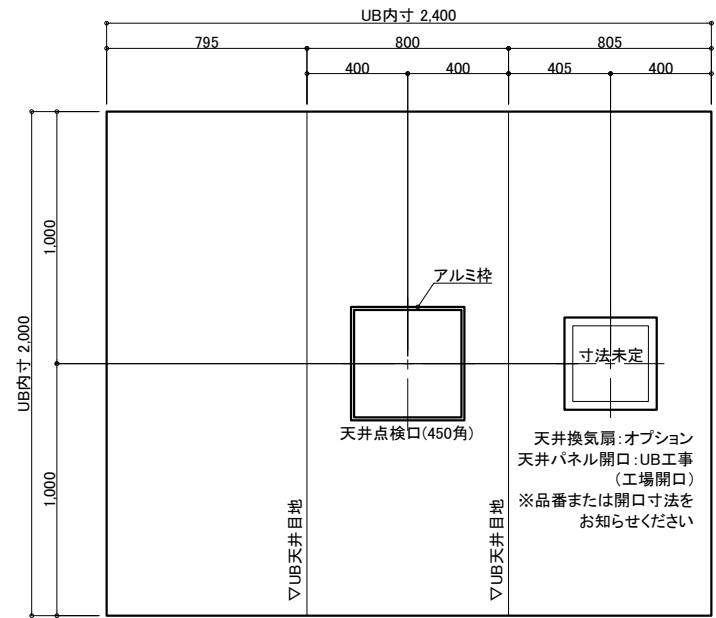 UB内寸 2,400
795
800
805
400
400
405
400
UB内寸 2,000
1,000
1,000
アルミ枠
寸法未定
天井点検口(450角)
天井換気扇:オプション
天井パネル開口:UB工事
(工場開口)
※品番または開口寸法を
お知らせください
▽UB天井目地
▽UB天井目地